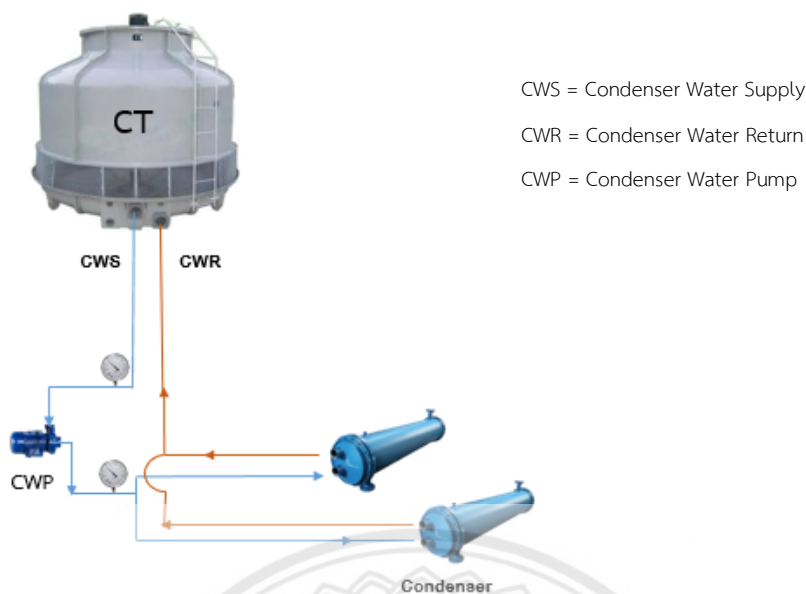 CT
CWS = Condenser Water Supply
CWR = Condenser Water Return
CWP = Condenser Water Pump
CWS CWR
CWP
Condenser